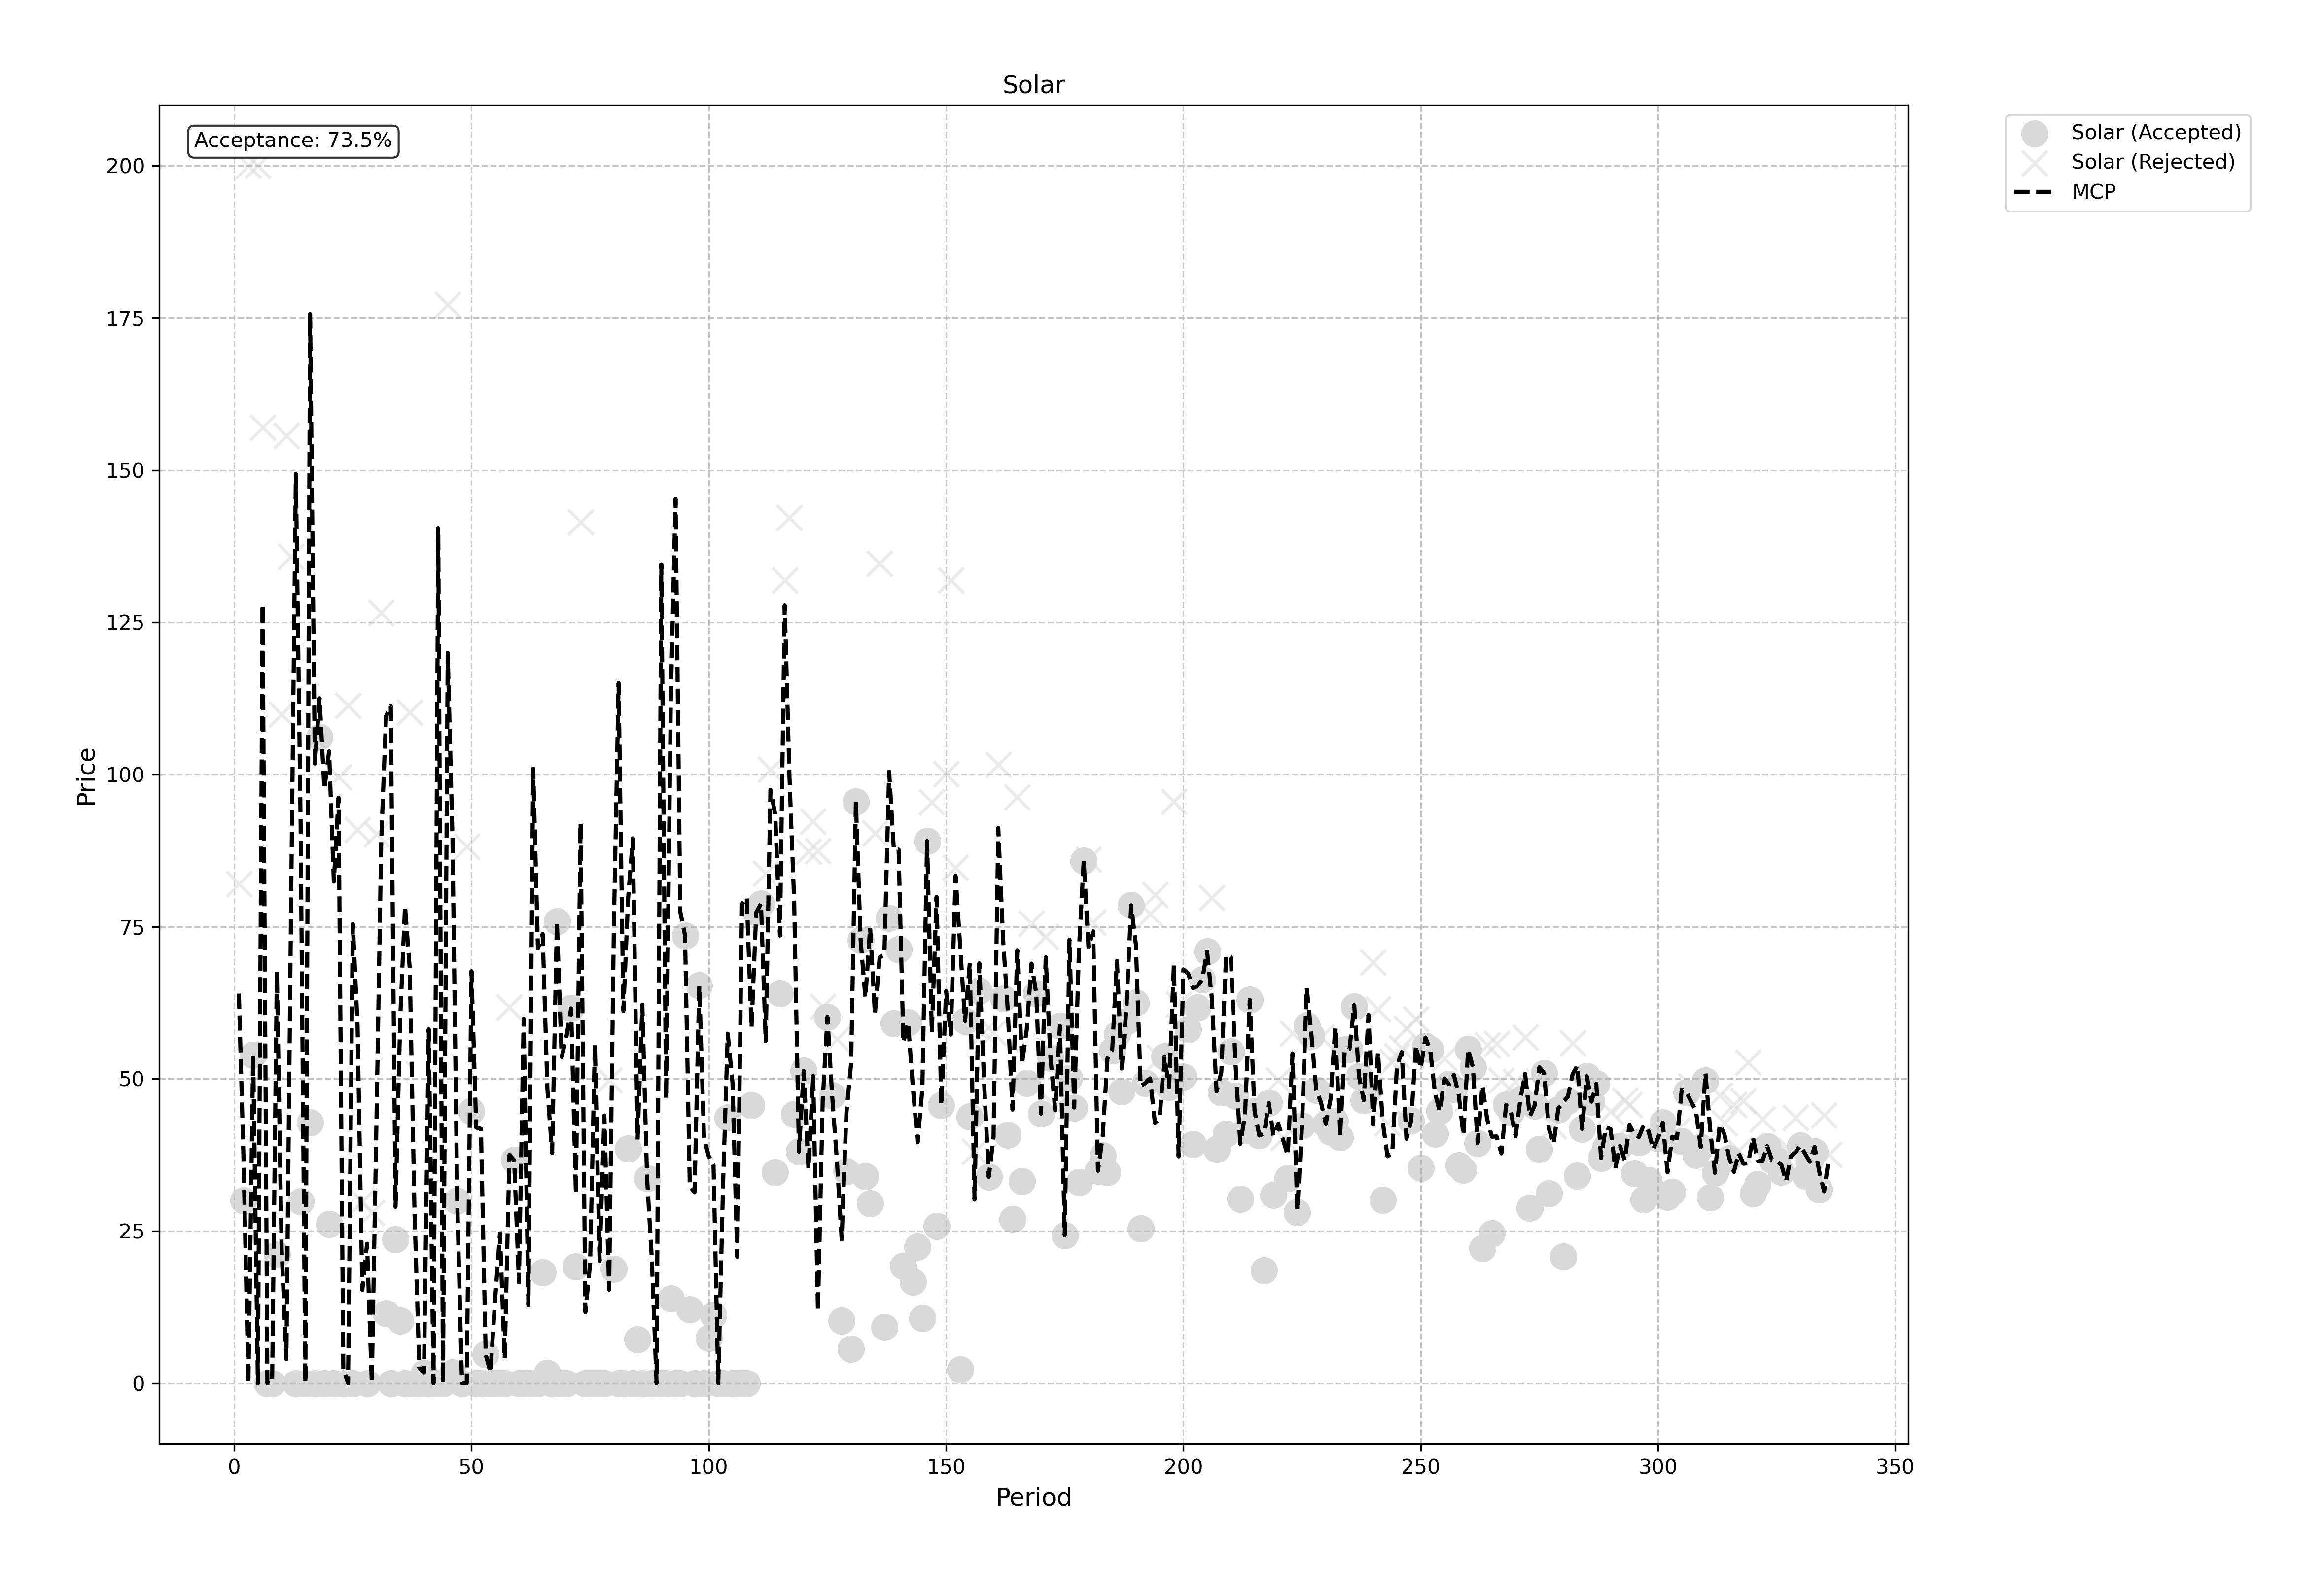 Solar
Acceptance: 73.5%
Solar (Accepted)
Solar (Rejected)
MCP
Price
200
175
150
125
100
75
50
25
0
0
50
100
150
200
250
300
350
Period